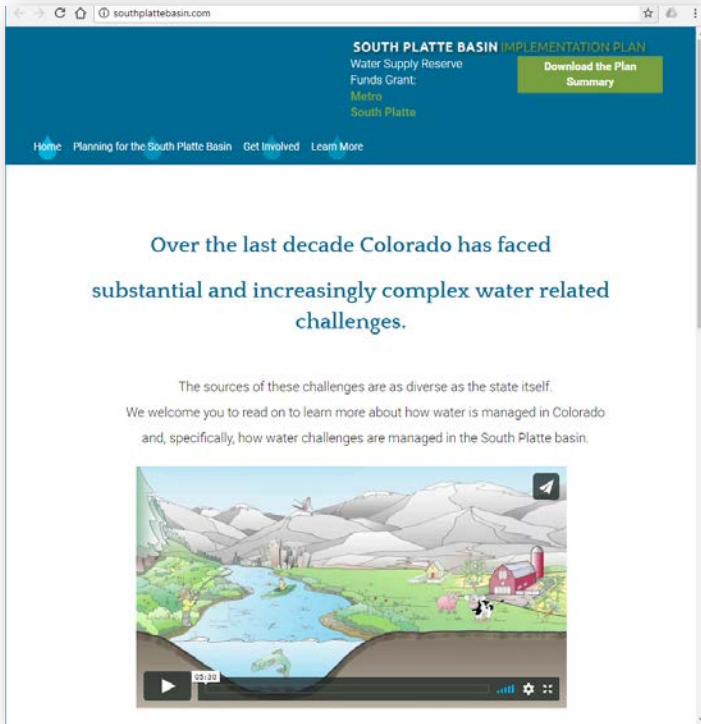 southplattebasin.com
SOUTH PLATTE BASIN IMPLEMENTATION PLAN
Water Supply Reserve
Funds Grant:
Metro
South Platte
Download the Plan
Summary
Home Planning for the South Platte Basin Get Involved Learn More
Over the last decade Colorado has faced
substantial and increasingly complex water related
challenges.
The sources of these challenges are as diverse as the state itself.
We welcome you to read on to learn more about how water is managed in Colorado
and, specifically, how water challenges are managed in the South Platte basin.
05:30